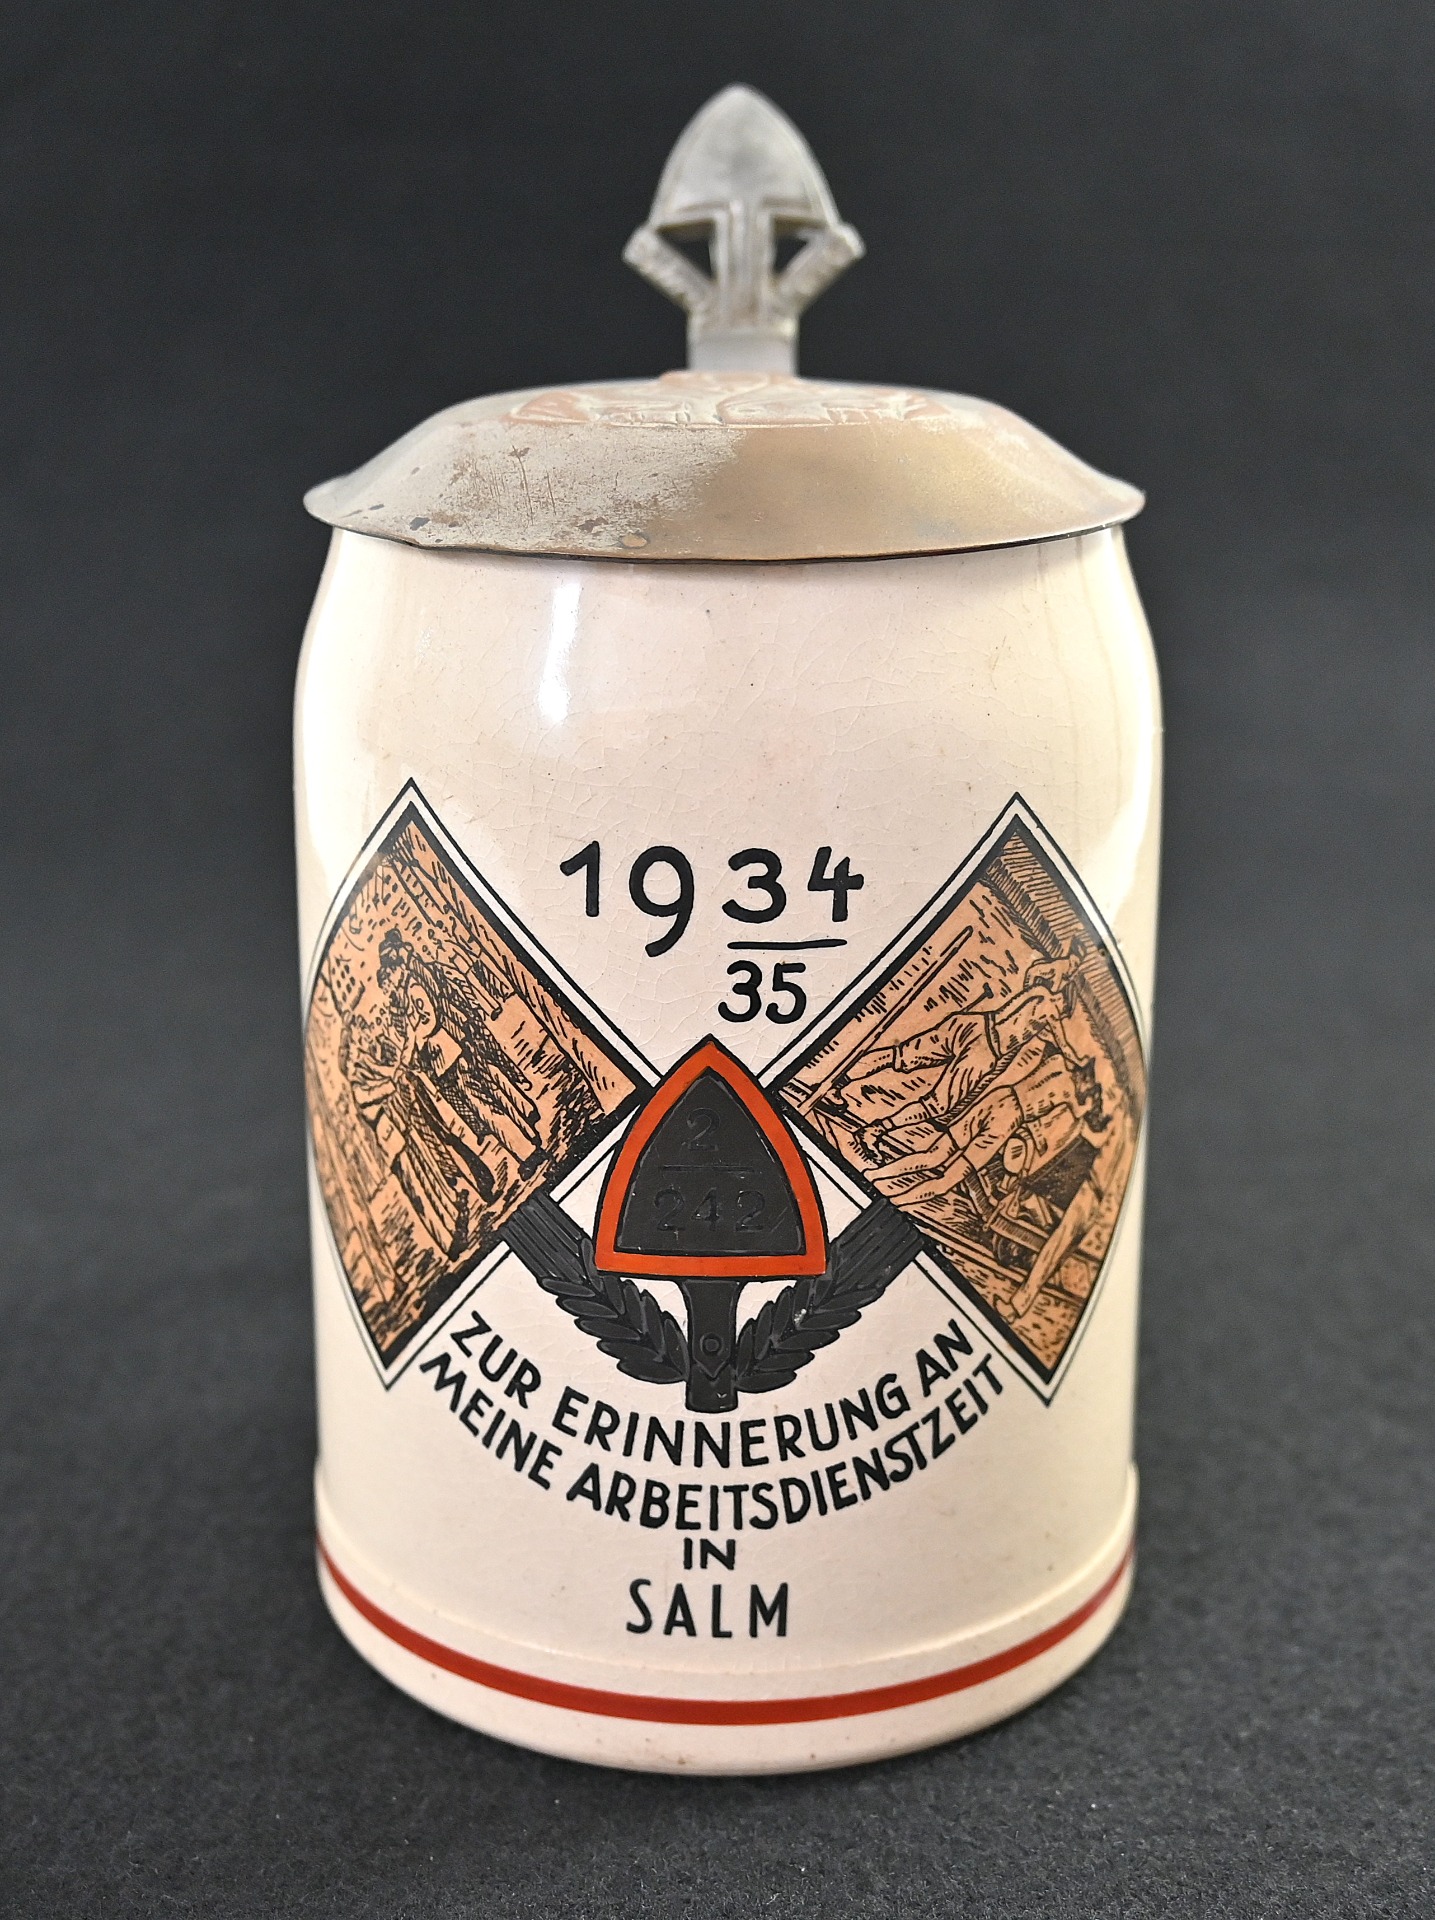 1934
35
2
242
ZUR ERINNERUNG AN
MEINE ARBEITSDIENSTZEIT
IN
SALM